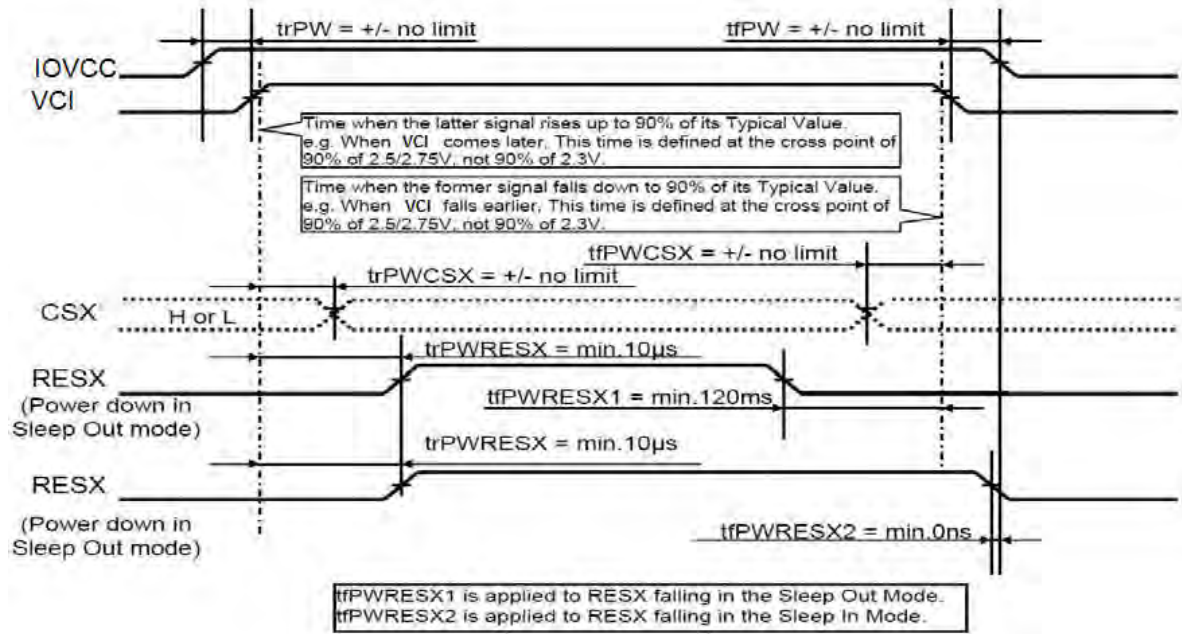 trPW = +/- no limit
tfPW = +/- no limit
IOVCC
VCI
Time when the latter signal rises up to 90% of its Typical Value.
e.g. When VCI comes later. This time is defined at the cross point of
90% of 2.5/2.75V, not 90% of 2.3V.
Time when the former signal falls down to 90% of its Typical Value.
e.g. When VCI falls earlier. This time is defined at the cross point of
90% of 2.5/2.75V, not 90% of 2.3V.
tfPWCSX = +/- no limit
trPWCSX = +/- no limit
CSX
H or L
trPWRESX = min.10μs
RESX
(Power down in
Sleep Out mode)
tfPWRESX1 = min.120ms
trPWRESX = min.10μs
RESX
(Power down in
Sleep Out mode)
tfPWRESX2 = min.0ns
tfPWRESX1 is applied to RESX falling in the Sleep Out Mode.
tfPWRESX2 is applied to RESX falling in the Sleep In Mode.